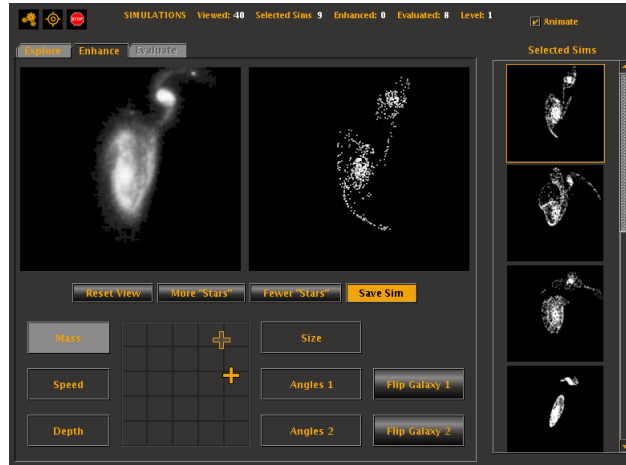 STOP
SIMULATIONS Viewed: 40 Selected Sims 9 Enhanced: 0 Evaluated: 8 Level: 1
Animate
Explore Enhance Evaluate
Selected Sims
Reset View More "Stars" Fewer "Stars" Save Sim
Mass Size
Speed Angles 1 Flip Galaxy 1
Depth Angles 2 Flip Galaxy 2